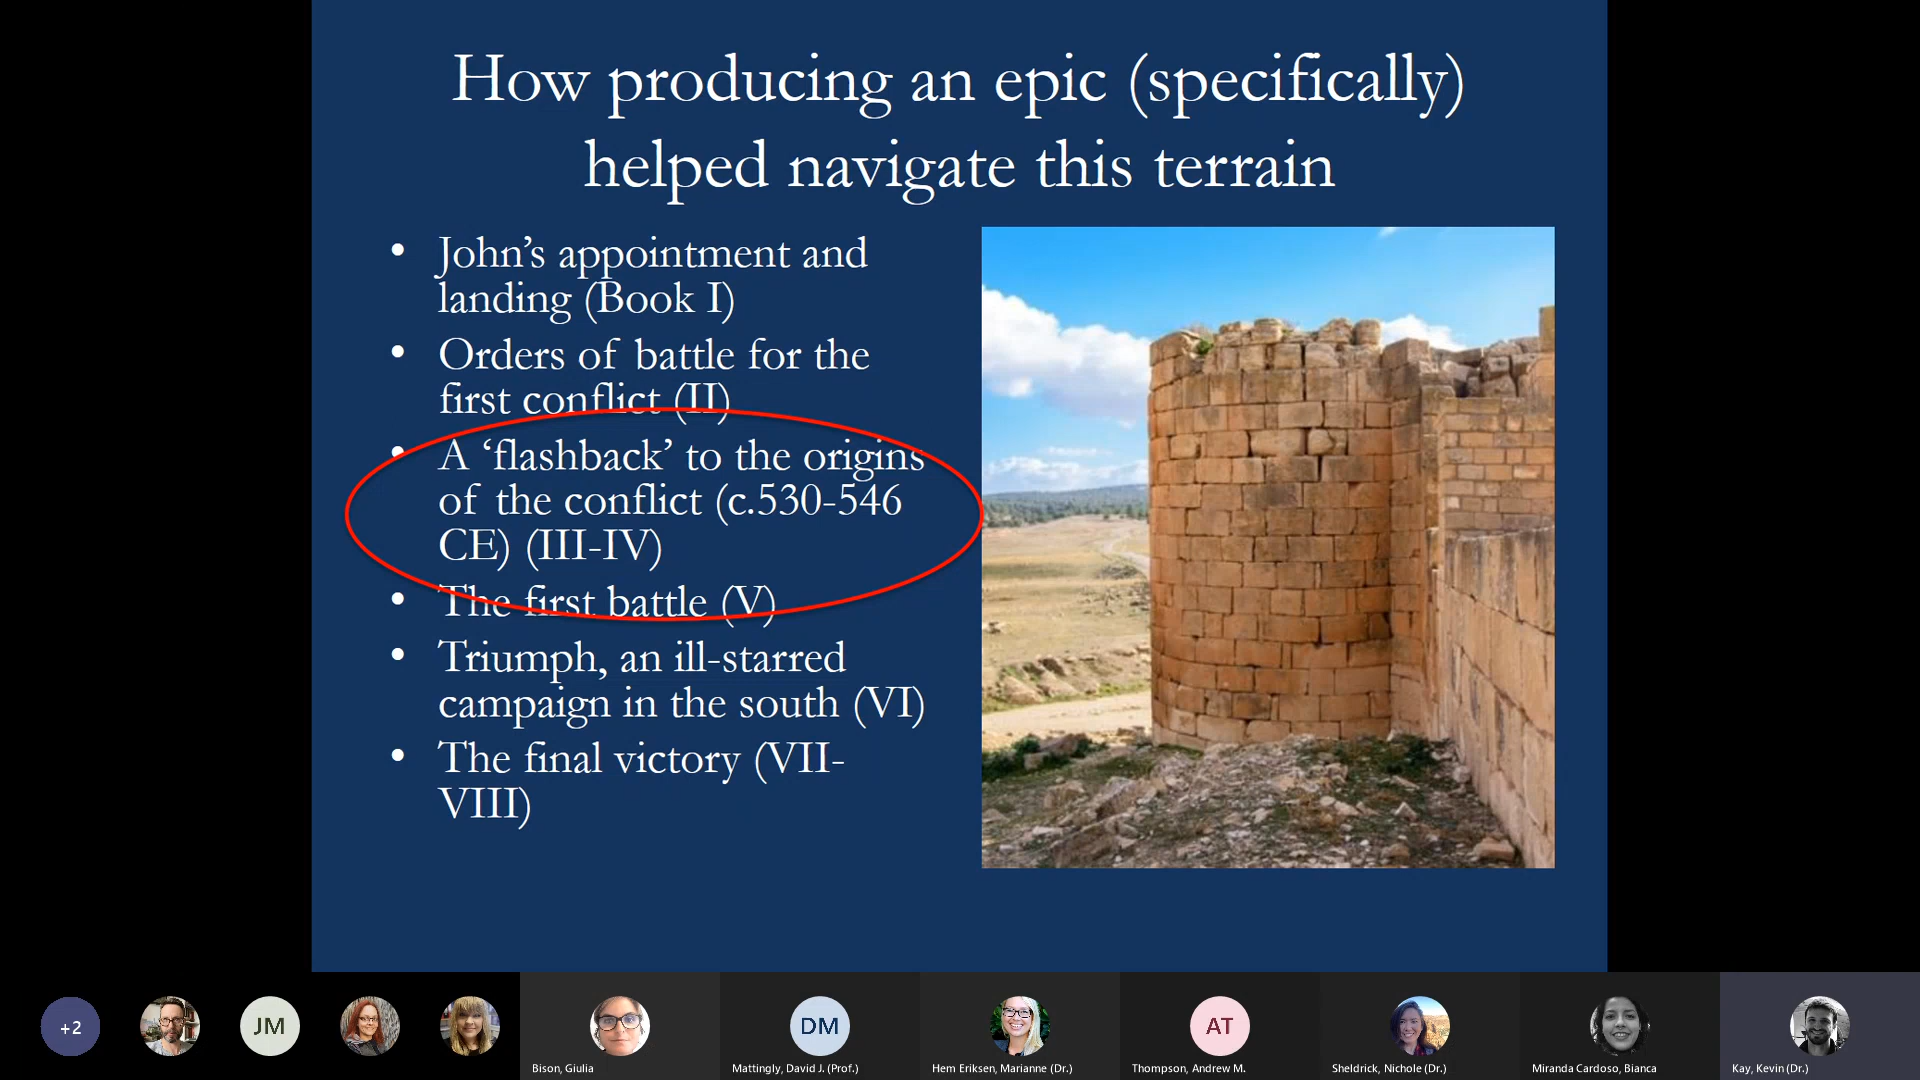 How producing an epic (specifically)
helped navigate this terrain
• John’s appointment and
landing (Book I)
• Orders of battle for the
first conflict (II)
• A ‘flashback’ to the origins
of the conflict (c.530-546
CE) (III-IV)
• The first battle (V)
• Triumph, an ill-starred
campaign in the south (VI)
• The final victory (VII-
VIII)
+2
JM
DM
AT
Bison, Giulia
Mattingly, David J. (Prof.)
Hem Eriksen, Marianne (Dr.)
Thompson, Andrew M.
Sheldrick, Nichole (Dr.)
Miranda Cardoso, Bianca
Kay, Kevin (Dr.)